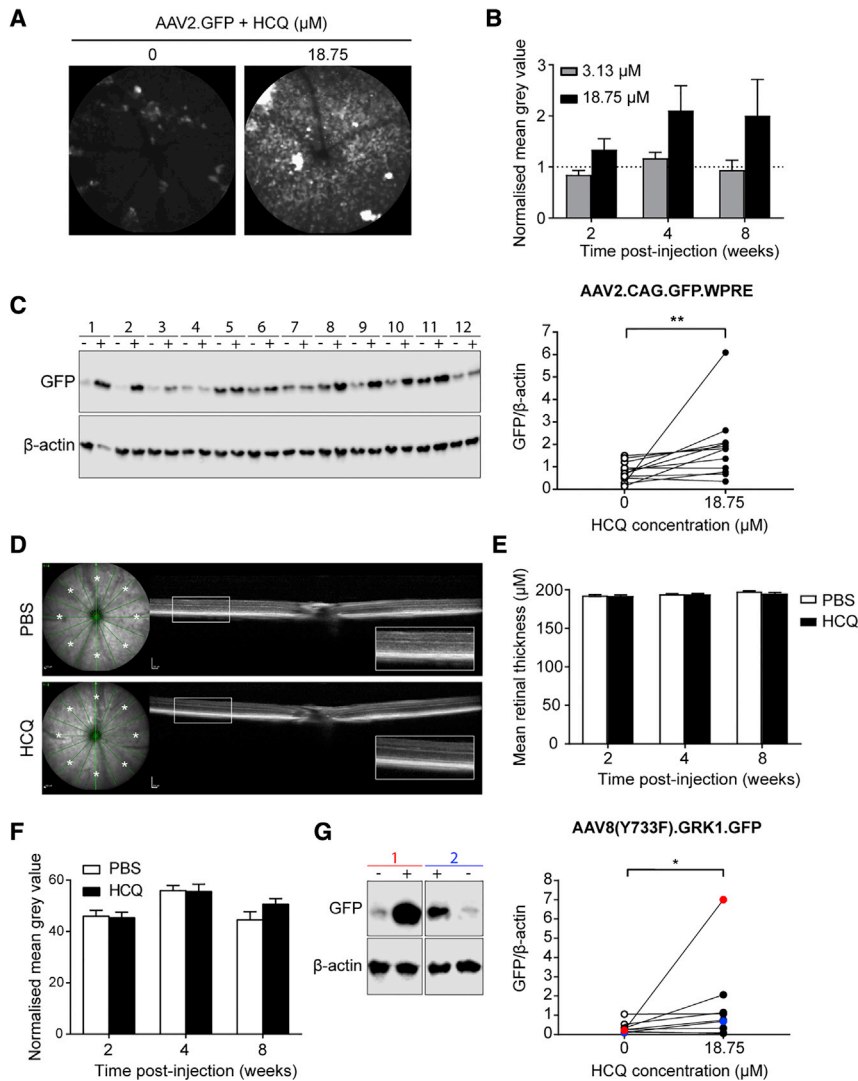 A
AAV2.GFP + HCQ (µM)
0 18.75
B
Normalised mean grey value
3
2
1
0
3.13 µM
18.75 µM
2 4 8
Time post-injection (weeks)
C
1 2 3 4 5 6 7 8 9 10 11 12
- + - + - + - + - + - + - + - + - + - + - + - +
GFP
β-actin
AAV2.CAG.GFP.WPRE
**
GFP/β-actin
7
6
5
4
3
2
1
0
0 18.75
HCQ concentration (µM)
D
PBS
* * * * * * * *
HCQ
* * * * * * * *
E
Mean retinal thickness (µM)
200
150
100
50
0
PBS
HCQ
2 4 8
Time post-injection (weeks)
F
Normalised mean grey value
60
40
20
0
PBS
HCQ
2 4 8
Time post-injection (weeks)
G
1 2
- + + -
GFP
β-actin
AAV8(Y733F).GRK1.GFP
*
GFP/β-actin
8
7
6
5
4
3
2
1
0
0 18.75
HCQ concentration (µM)